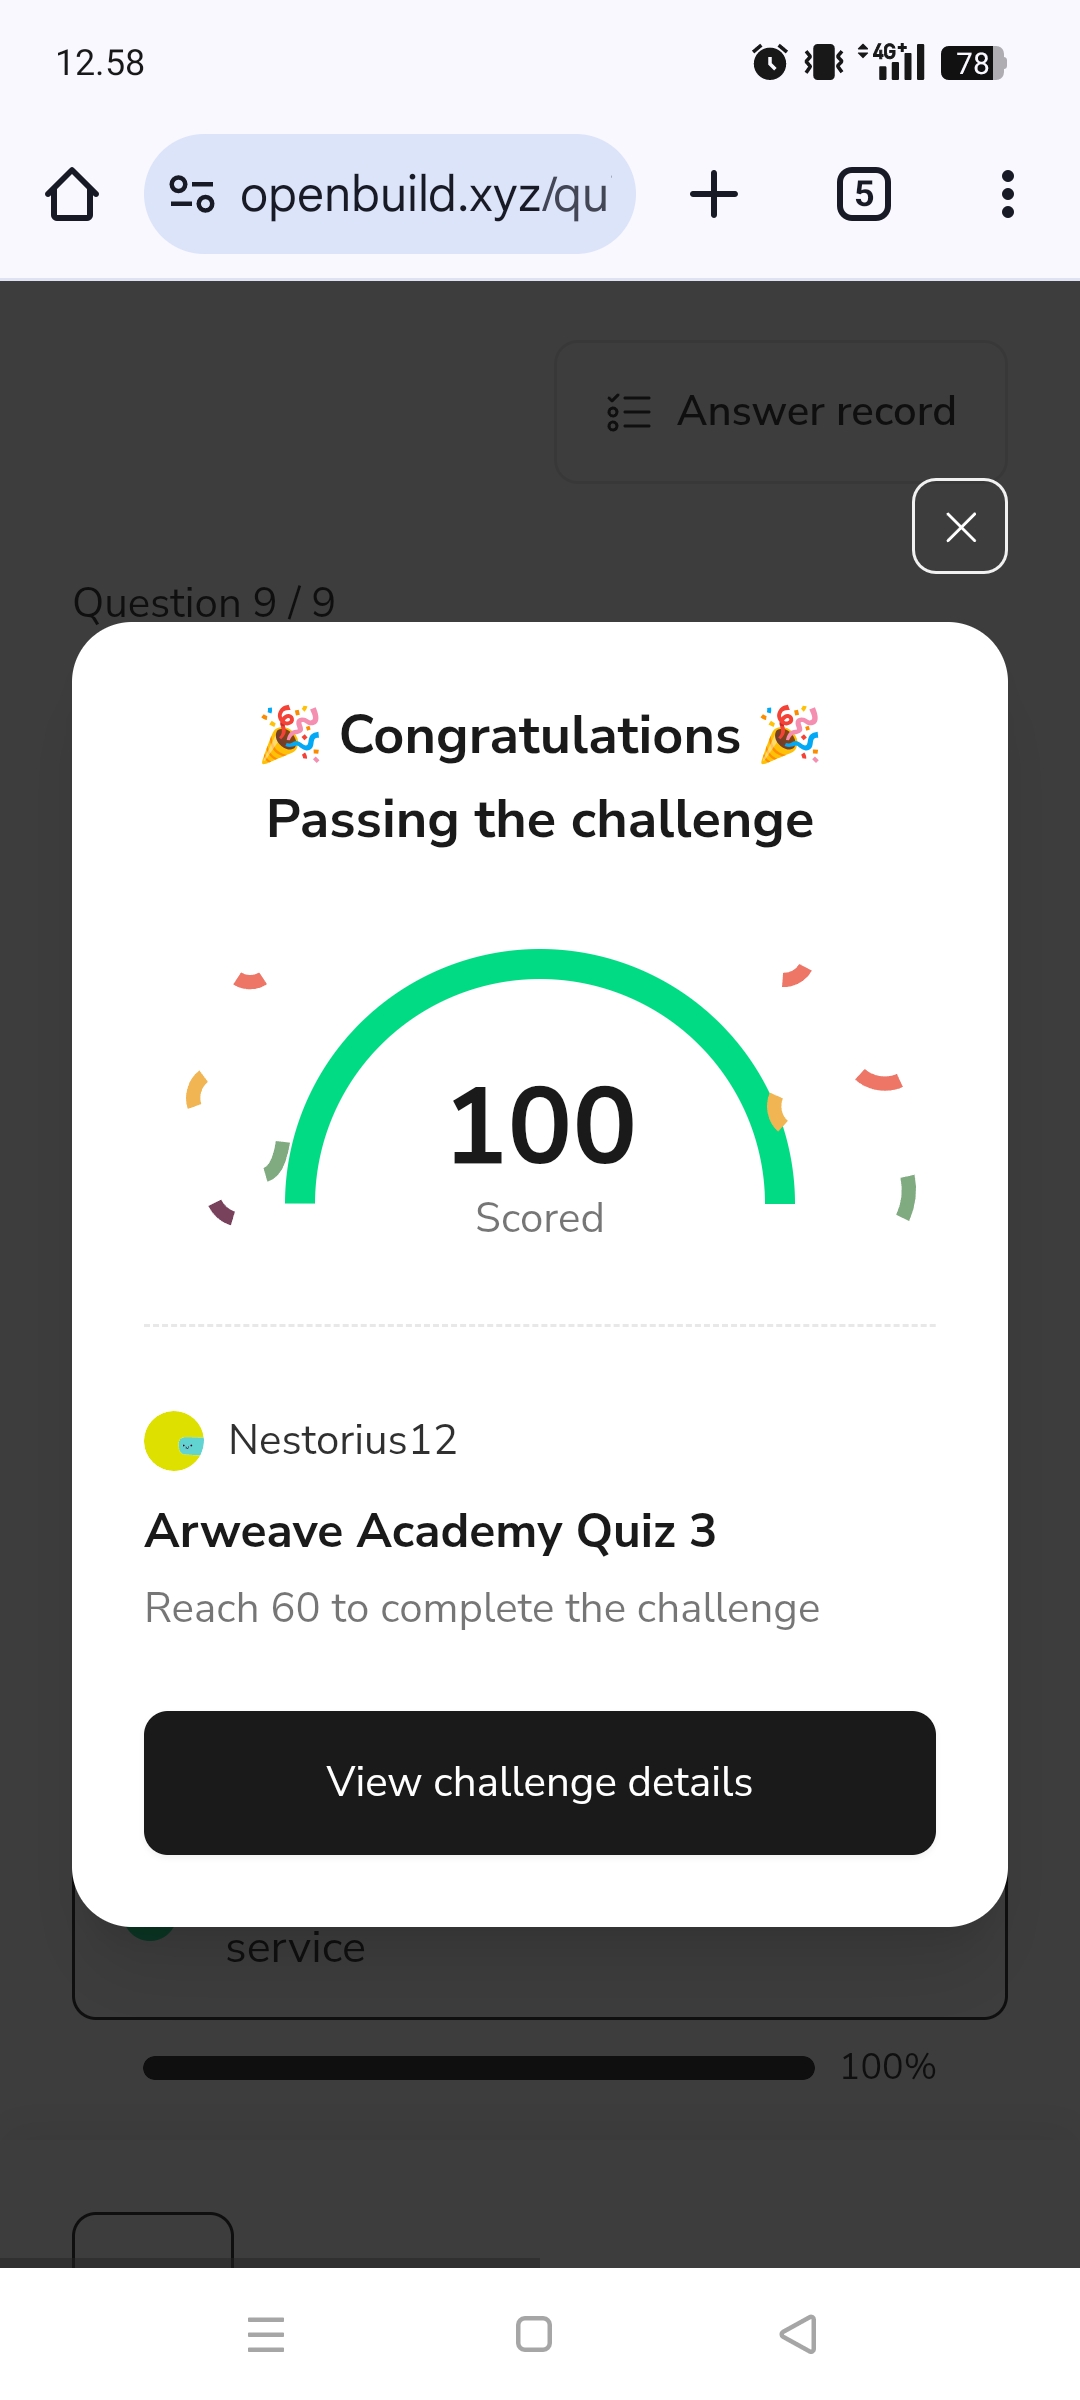 12.58
4G+
78
openbuild.xyz/qu
5
Answer record
Question 9 / 9
🎉 Congratulations 🎉
Passing the challenge
100
Scored
Nestorius12
Arweave Academy Quiz 3
Reach 60 to complete the challenge
View challenge details
service
100%